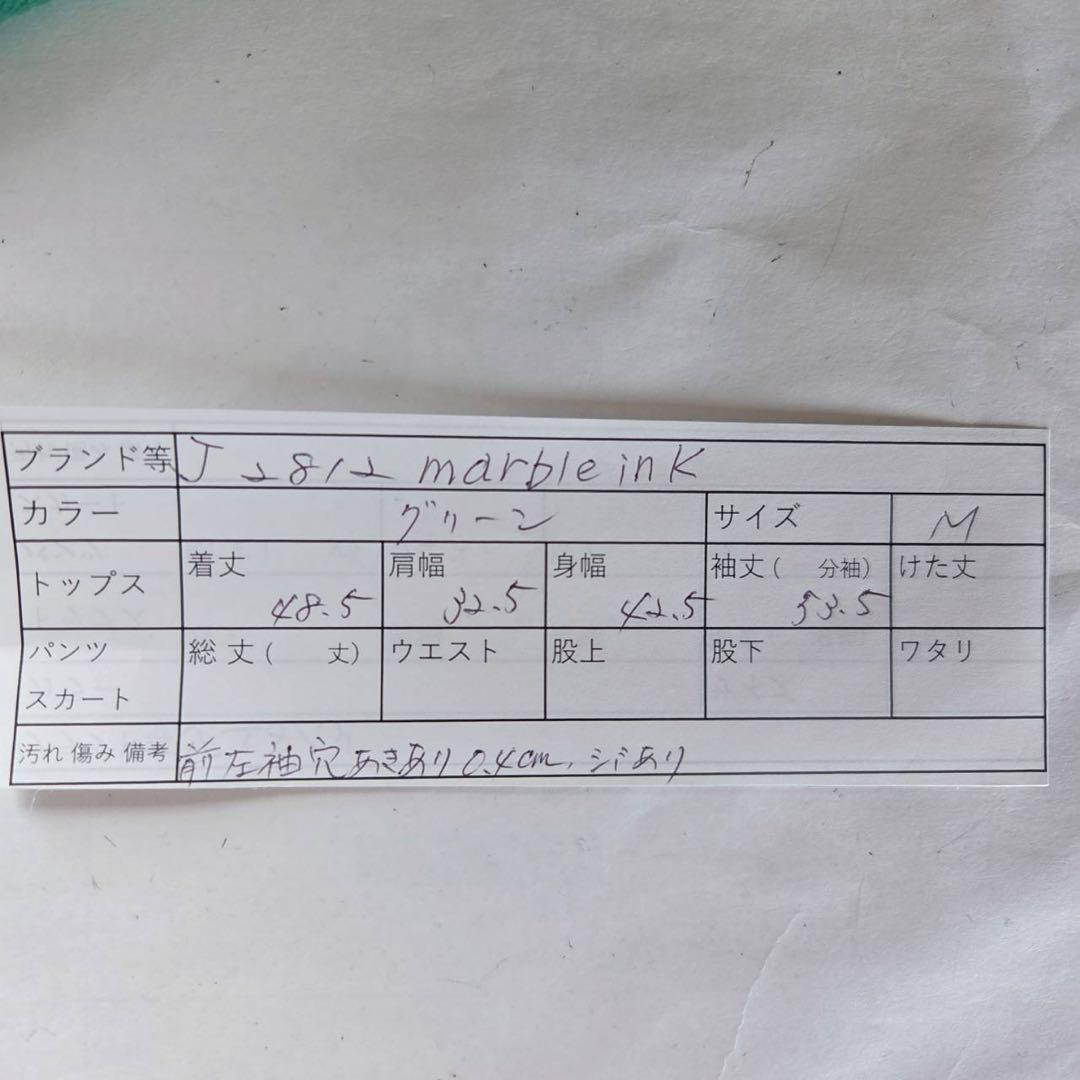 ブランド等 J2812 marble inK
カラー グリーン サイズ M
トップス 着丈 48.5 肩幅 32.5 身幅 42.5 袖丈(　分袖) 53.5 けた丈
パンツ スカート 総丈(　丈) ウエスト 股上 股下 ワタリ
汚れ 傷み 備考 前左袖穴あきあり0.4cm、シミあり